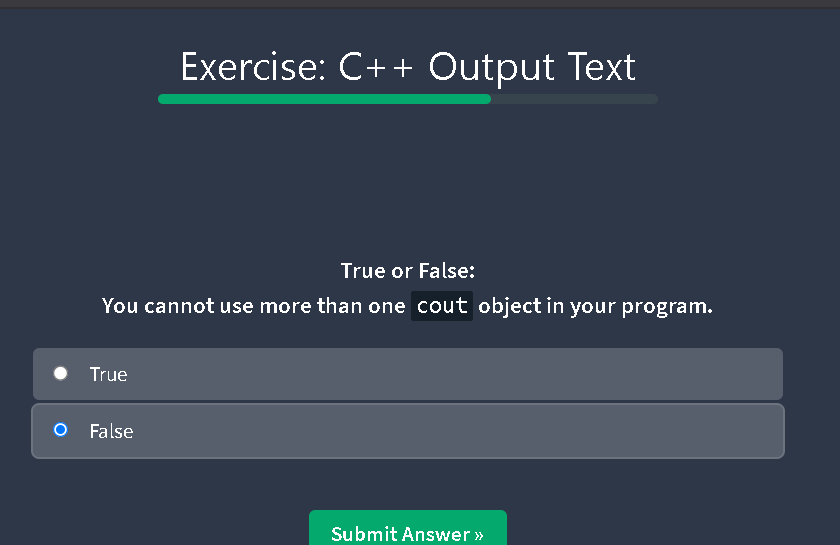 Exercise: C++ Output Text
True or False:
You cannot use more than one cout object in your program.
True
False
Submit Answer »